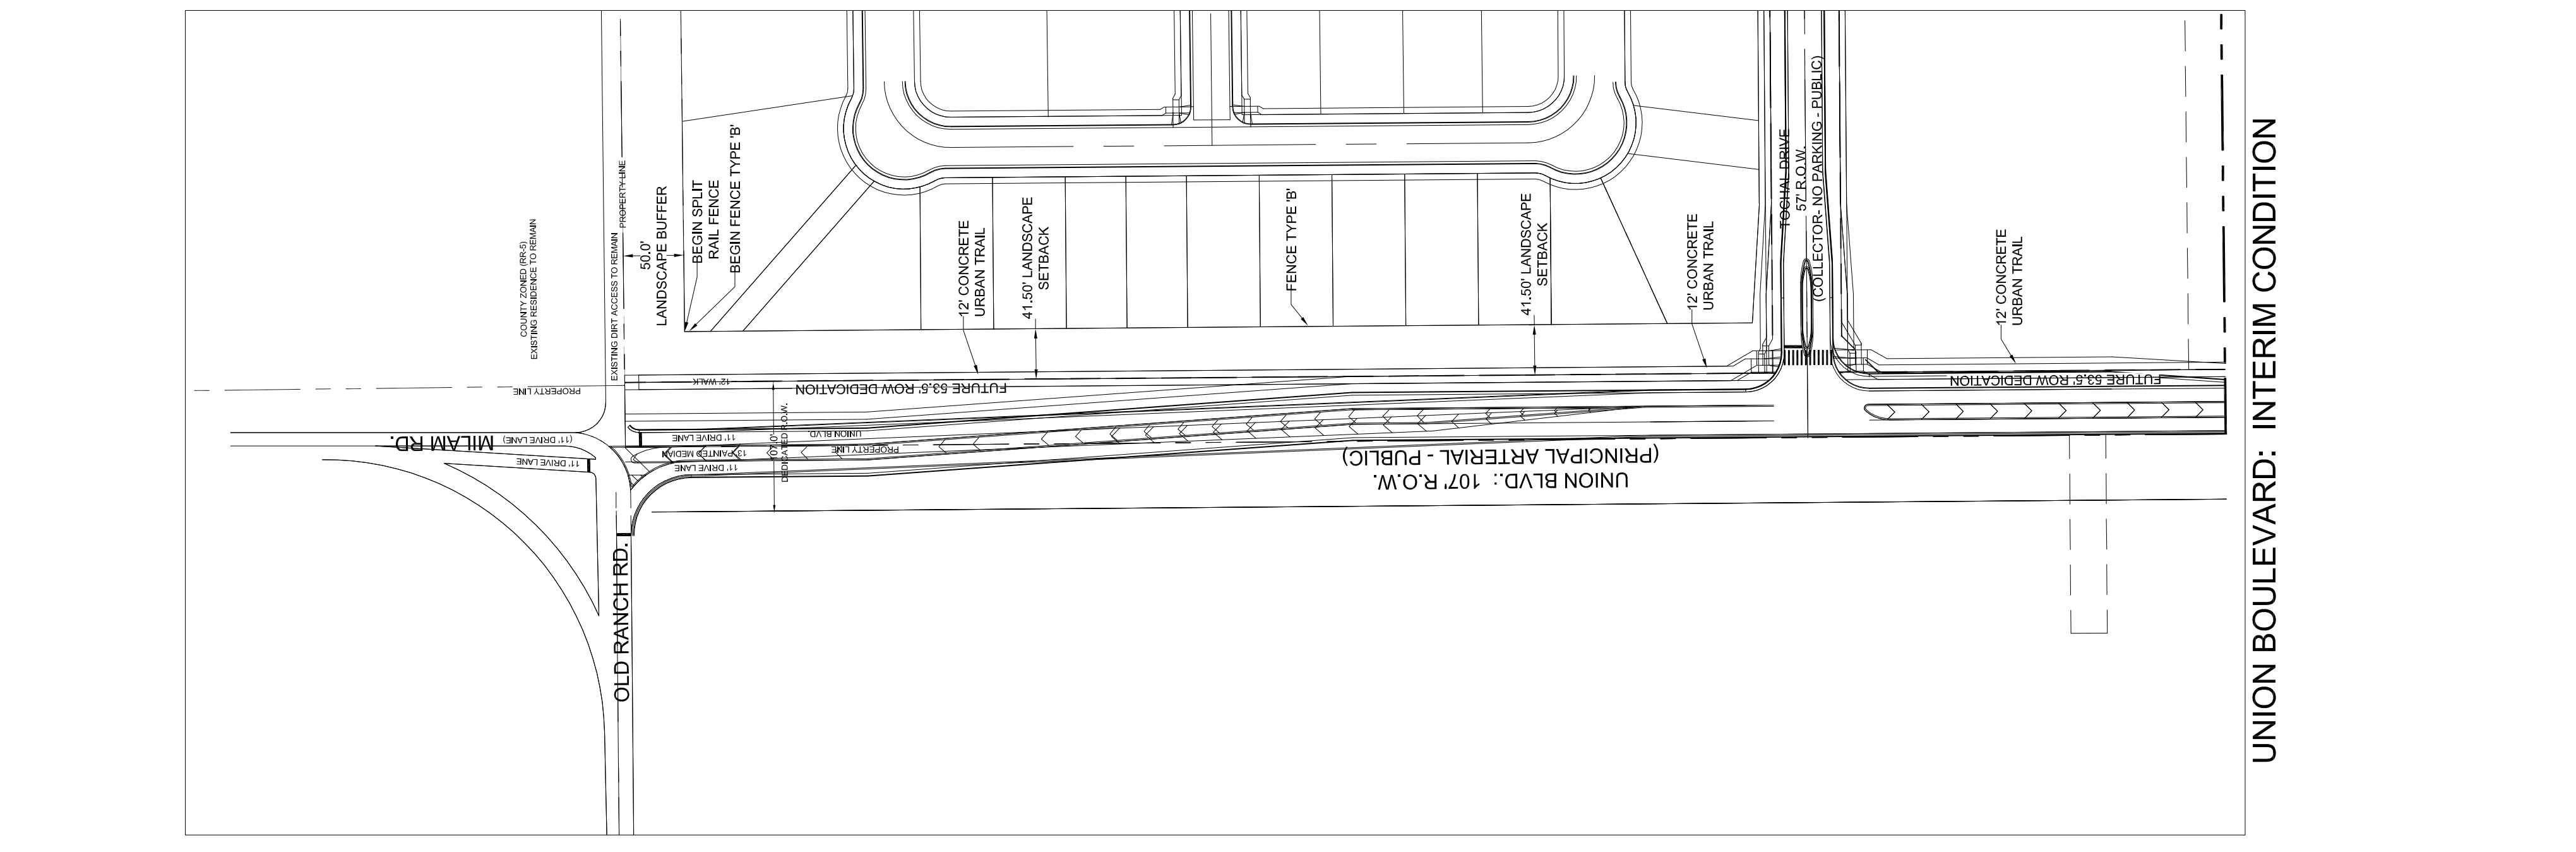 COUNTY ZONED (RR-5)
EXISTING RESIDENCE TO REMAIN
PROPERTY LINE
EXISTING DIRT ACCESS TO REMAIN
PROPERTY LINE
50.0'
LANDSCAPE BUFFER
BEGIN SPLIT
RAIL FENCE
BEGIN FENCE TYPE 'B'
12' CONCRETE
URBAN TRAIL
41.50' LANDSCAPE
SETBACK
FENCE TYPE 'B'
41.50' LANDSCAPE
SETBACK
12' CONCRETE
URBAN TRAIL
TOCHAL DRIVE
57' R.O.W.
(COLLECTOR- NO PARKING - PUBLIC)
12' CONCRETE
URBAN TRAIL
12' WALK
FUTURE 53.5' ROW DEDICATION
FUTURE 53.5' ROW DEDICATION
MILAM RD.
(11' DRIVE LANE)
11' DRIVE LANE
11' DRIVE LANE
UNION BLVD.
13' PAINTED MEDIAN
PROPERTY LINE
11' DRIVE LANE
107.0'
DEDICATED R.O.W.
UNION BLVD.: 107' R.O.W.
(PRINCIPAL ARTERIAL - PUBLIC)
OLD RANCH RD.
UNION BOULEVARD: INTERIM CONDITION